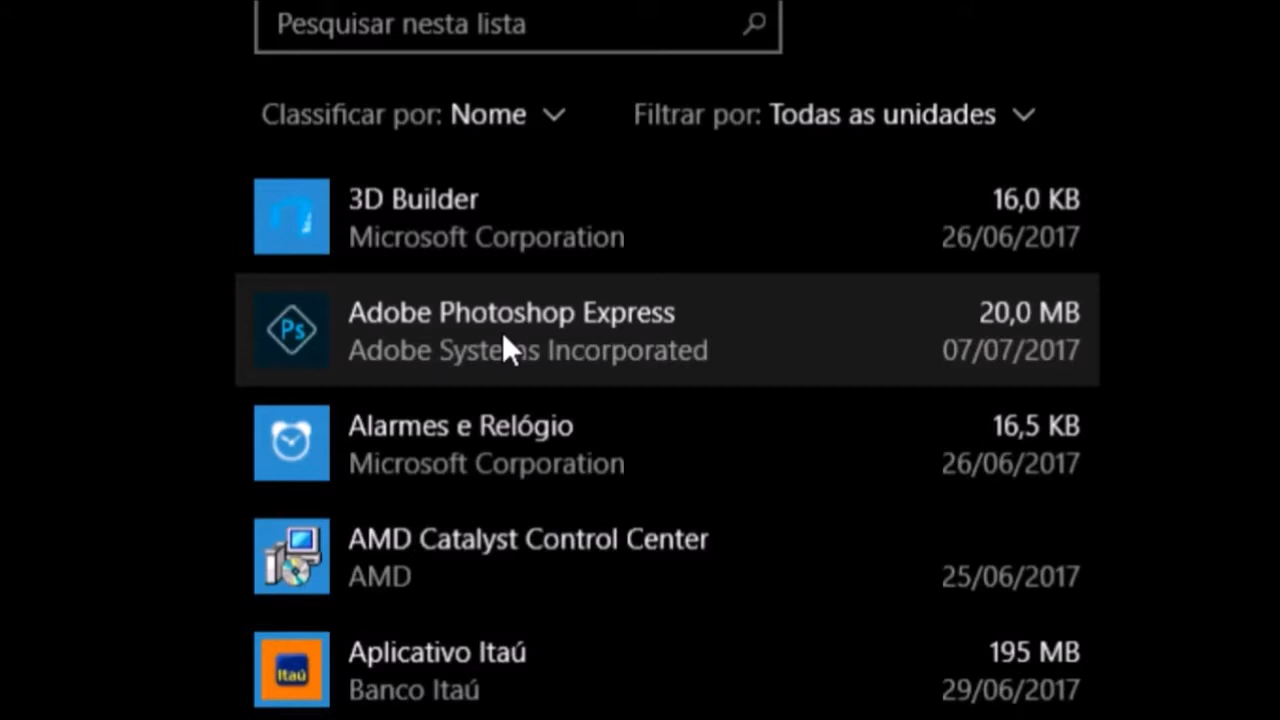 Pesquisar nesta lista
Classificar por: Nome
Filtrar por: Todas as unidades
3D Builder
16,0 KB
Microsoft Corporation
26/06/2017
Ps
Adobe Photoshop Express
20,0 MB
Adobe Systems Incorporated
07/07/2017
Alarmes e Relógio
16,5 KB
Microsoft Corporation
26/06/2017
AMD Catalyst Control Center
AMD
25/06/2017
Itaú
Aplicativo Itaú
195 MB
Banco Itaú
29/06/2017